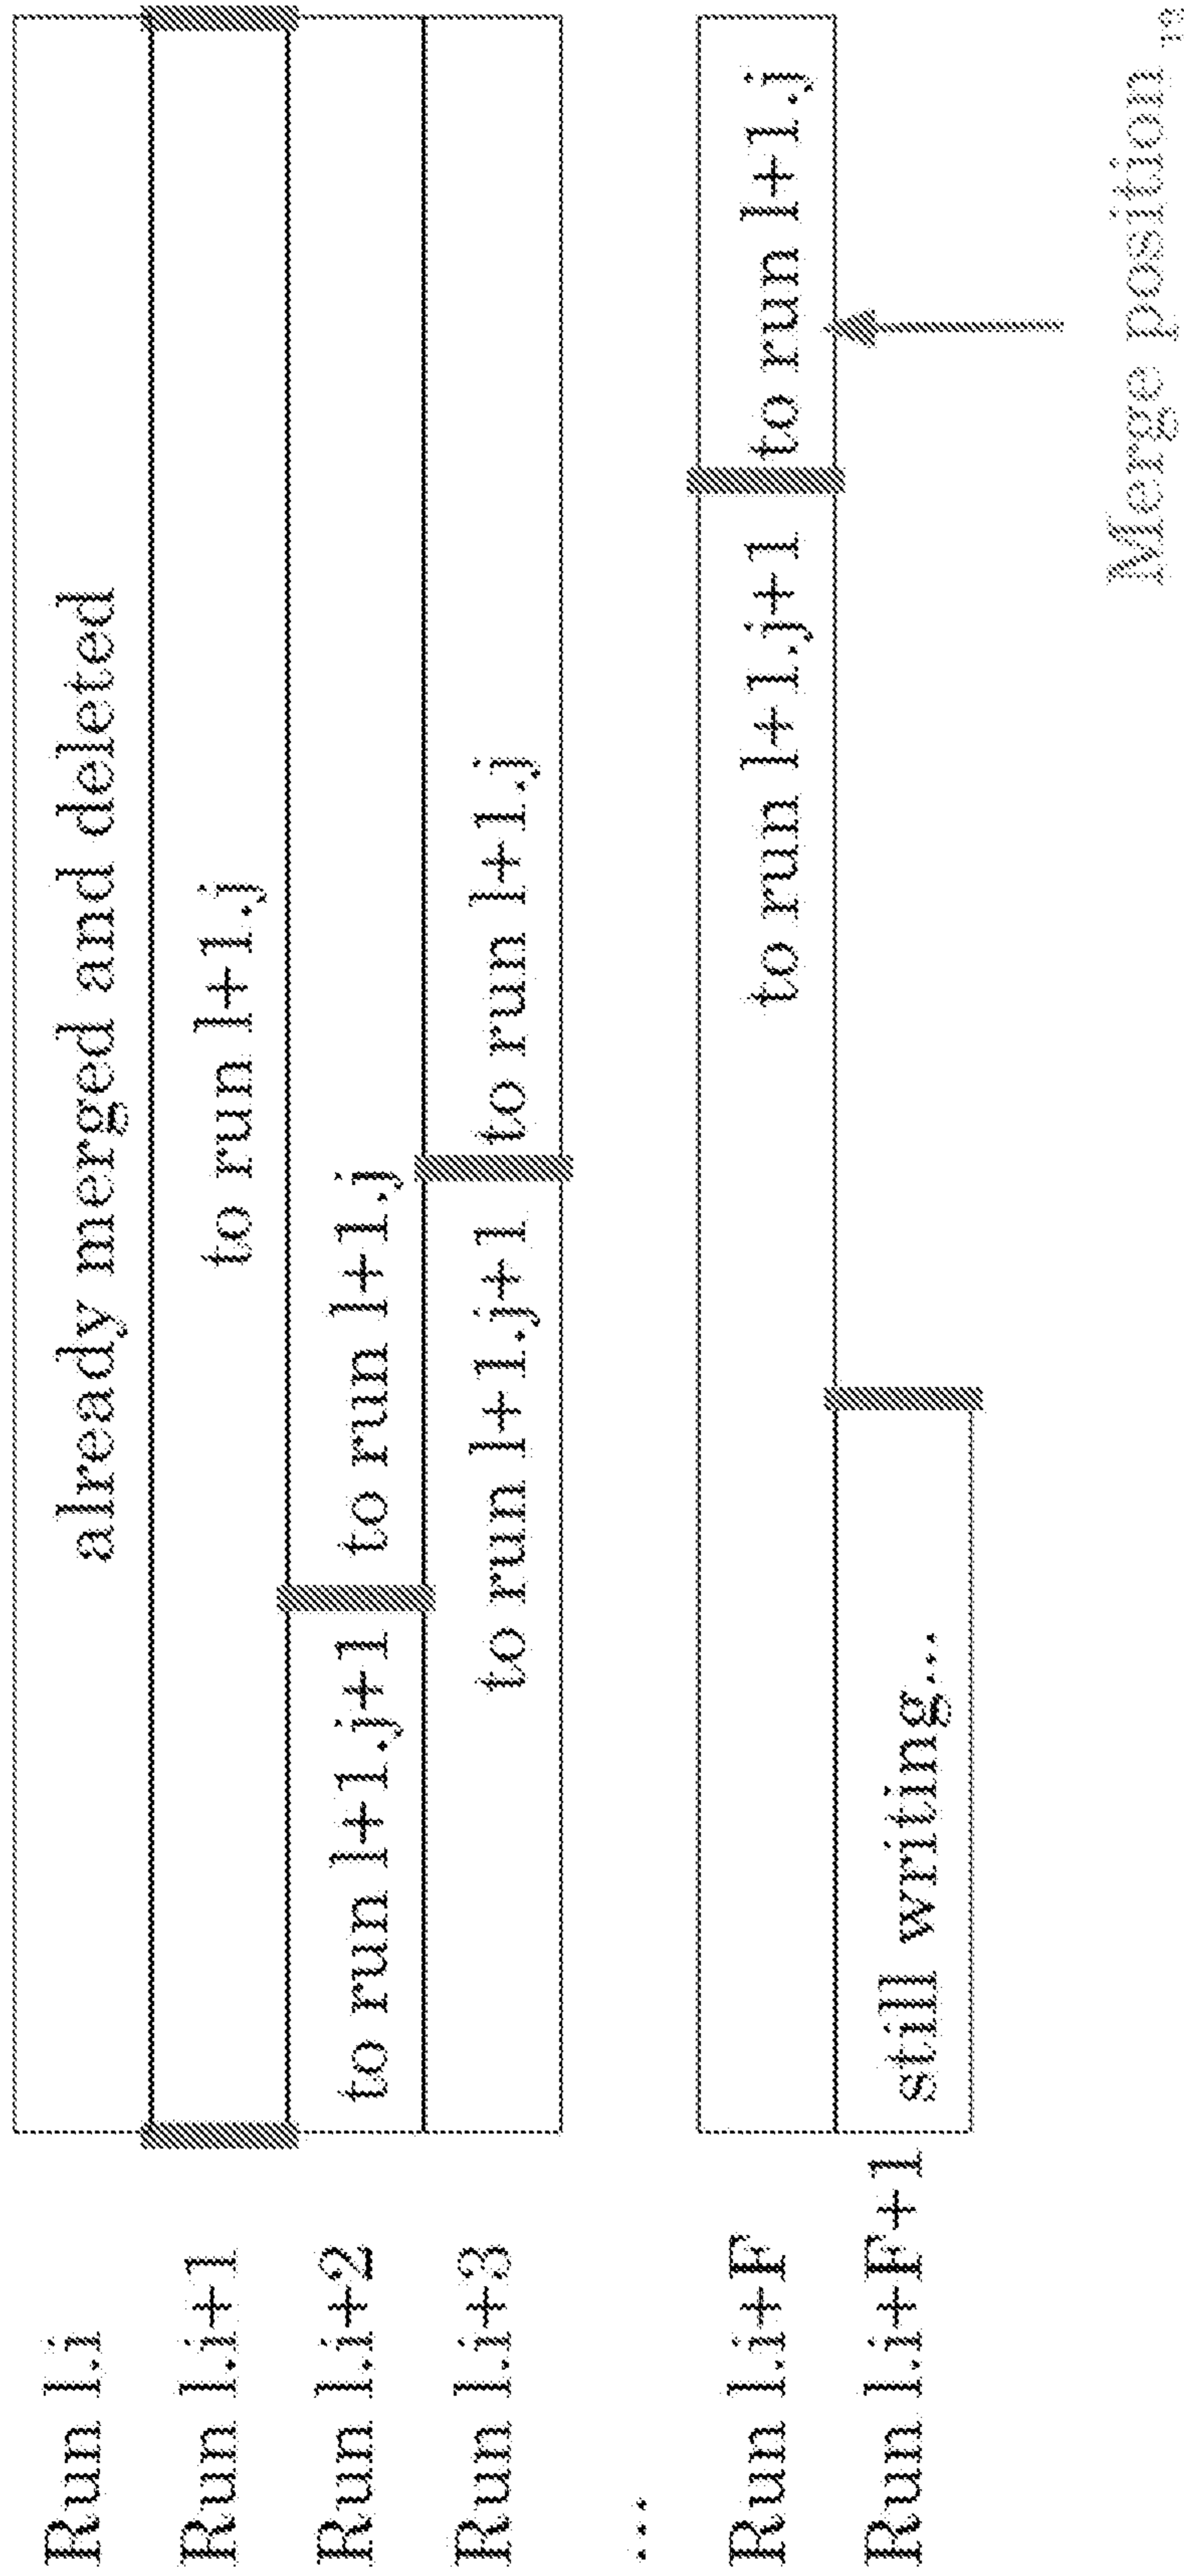 Run l.i already merged and deleted
Run l.i+1 to run l+1.j
Run l.i+2 to run l+1.j+1 to run l+1.j
Run l.i+3 to run l+1.j+1 to run l+1.j
...
Run l.i+F to run l+1.j+1 to run l+1.j
Run l.i+F+1 still writing...
Merge position